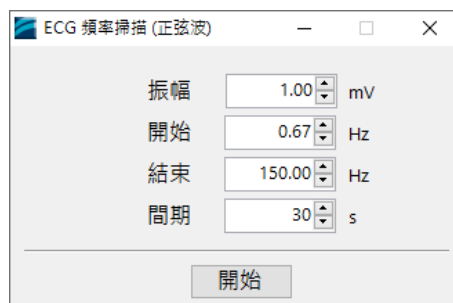 ECG 頻率掃描 (正弦波)
振幅 1.00 mV
開始 0.67 Hz
結束 150.00 Hz
間期 30 s
開始